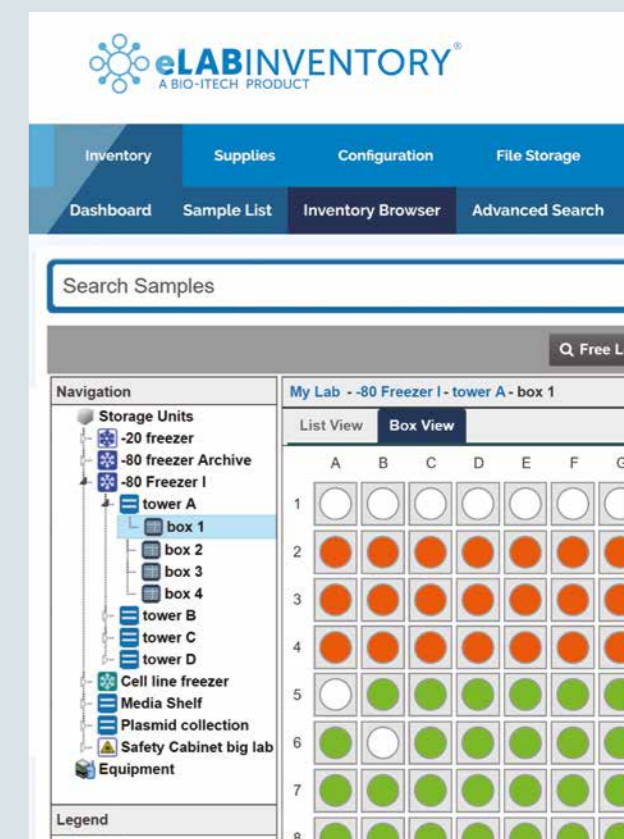 eLABINVENTORY®
A BIO-ITECH PRODUCT
Inventory Supplies Configuration File Storage
Dashboard Sample List Inventory Browser Advanced Search
Search Samples
Free L
Navigation
Storage Units
-20 freezer
-80 freezer Archive
-80 Freezer I
tower A
box 1
box 2
box 3
box 4
tower B
tower C
tower D
Cell line freezer
Media Shelf
Plasmid collection
Safety Cabinet big lab
Equipment
Legend
My Lab - -80 Freezer I - tower A - box 1
List View Box View
A B C D E F G
1
2
3
4
5
6
7
8